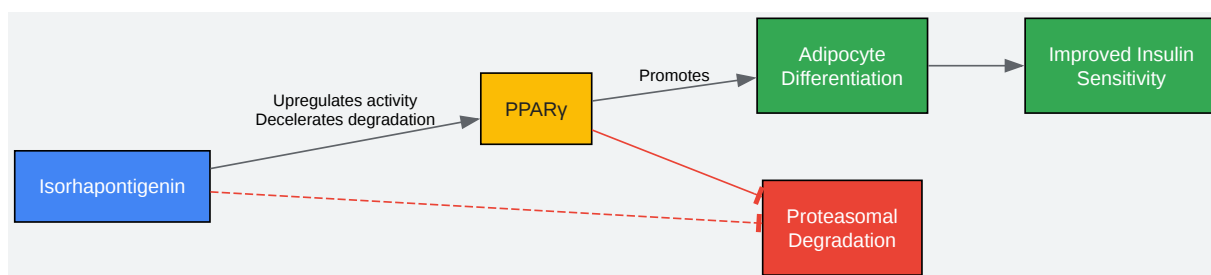 Isorhapontigenin
Upregulates activity
Decelerates degradation
PPARγ
Promotes
Adipocyte
Differentiation
Improved Insulin
Sensitivity
Proteasomal
Degradation